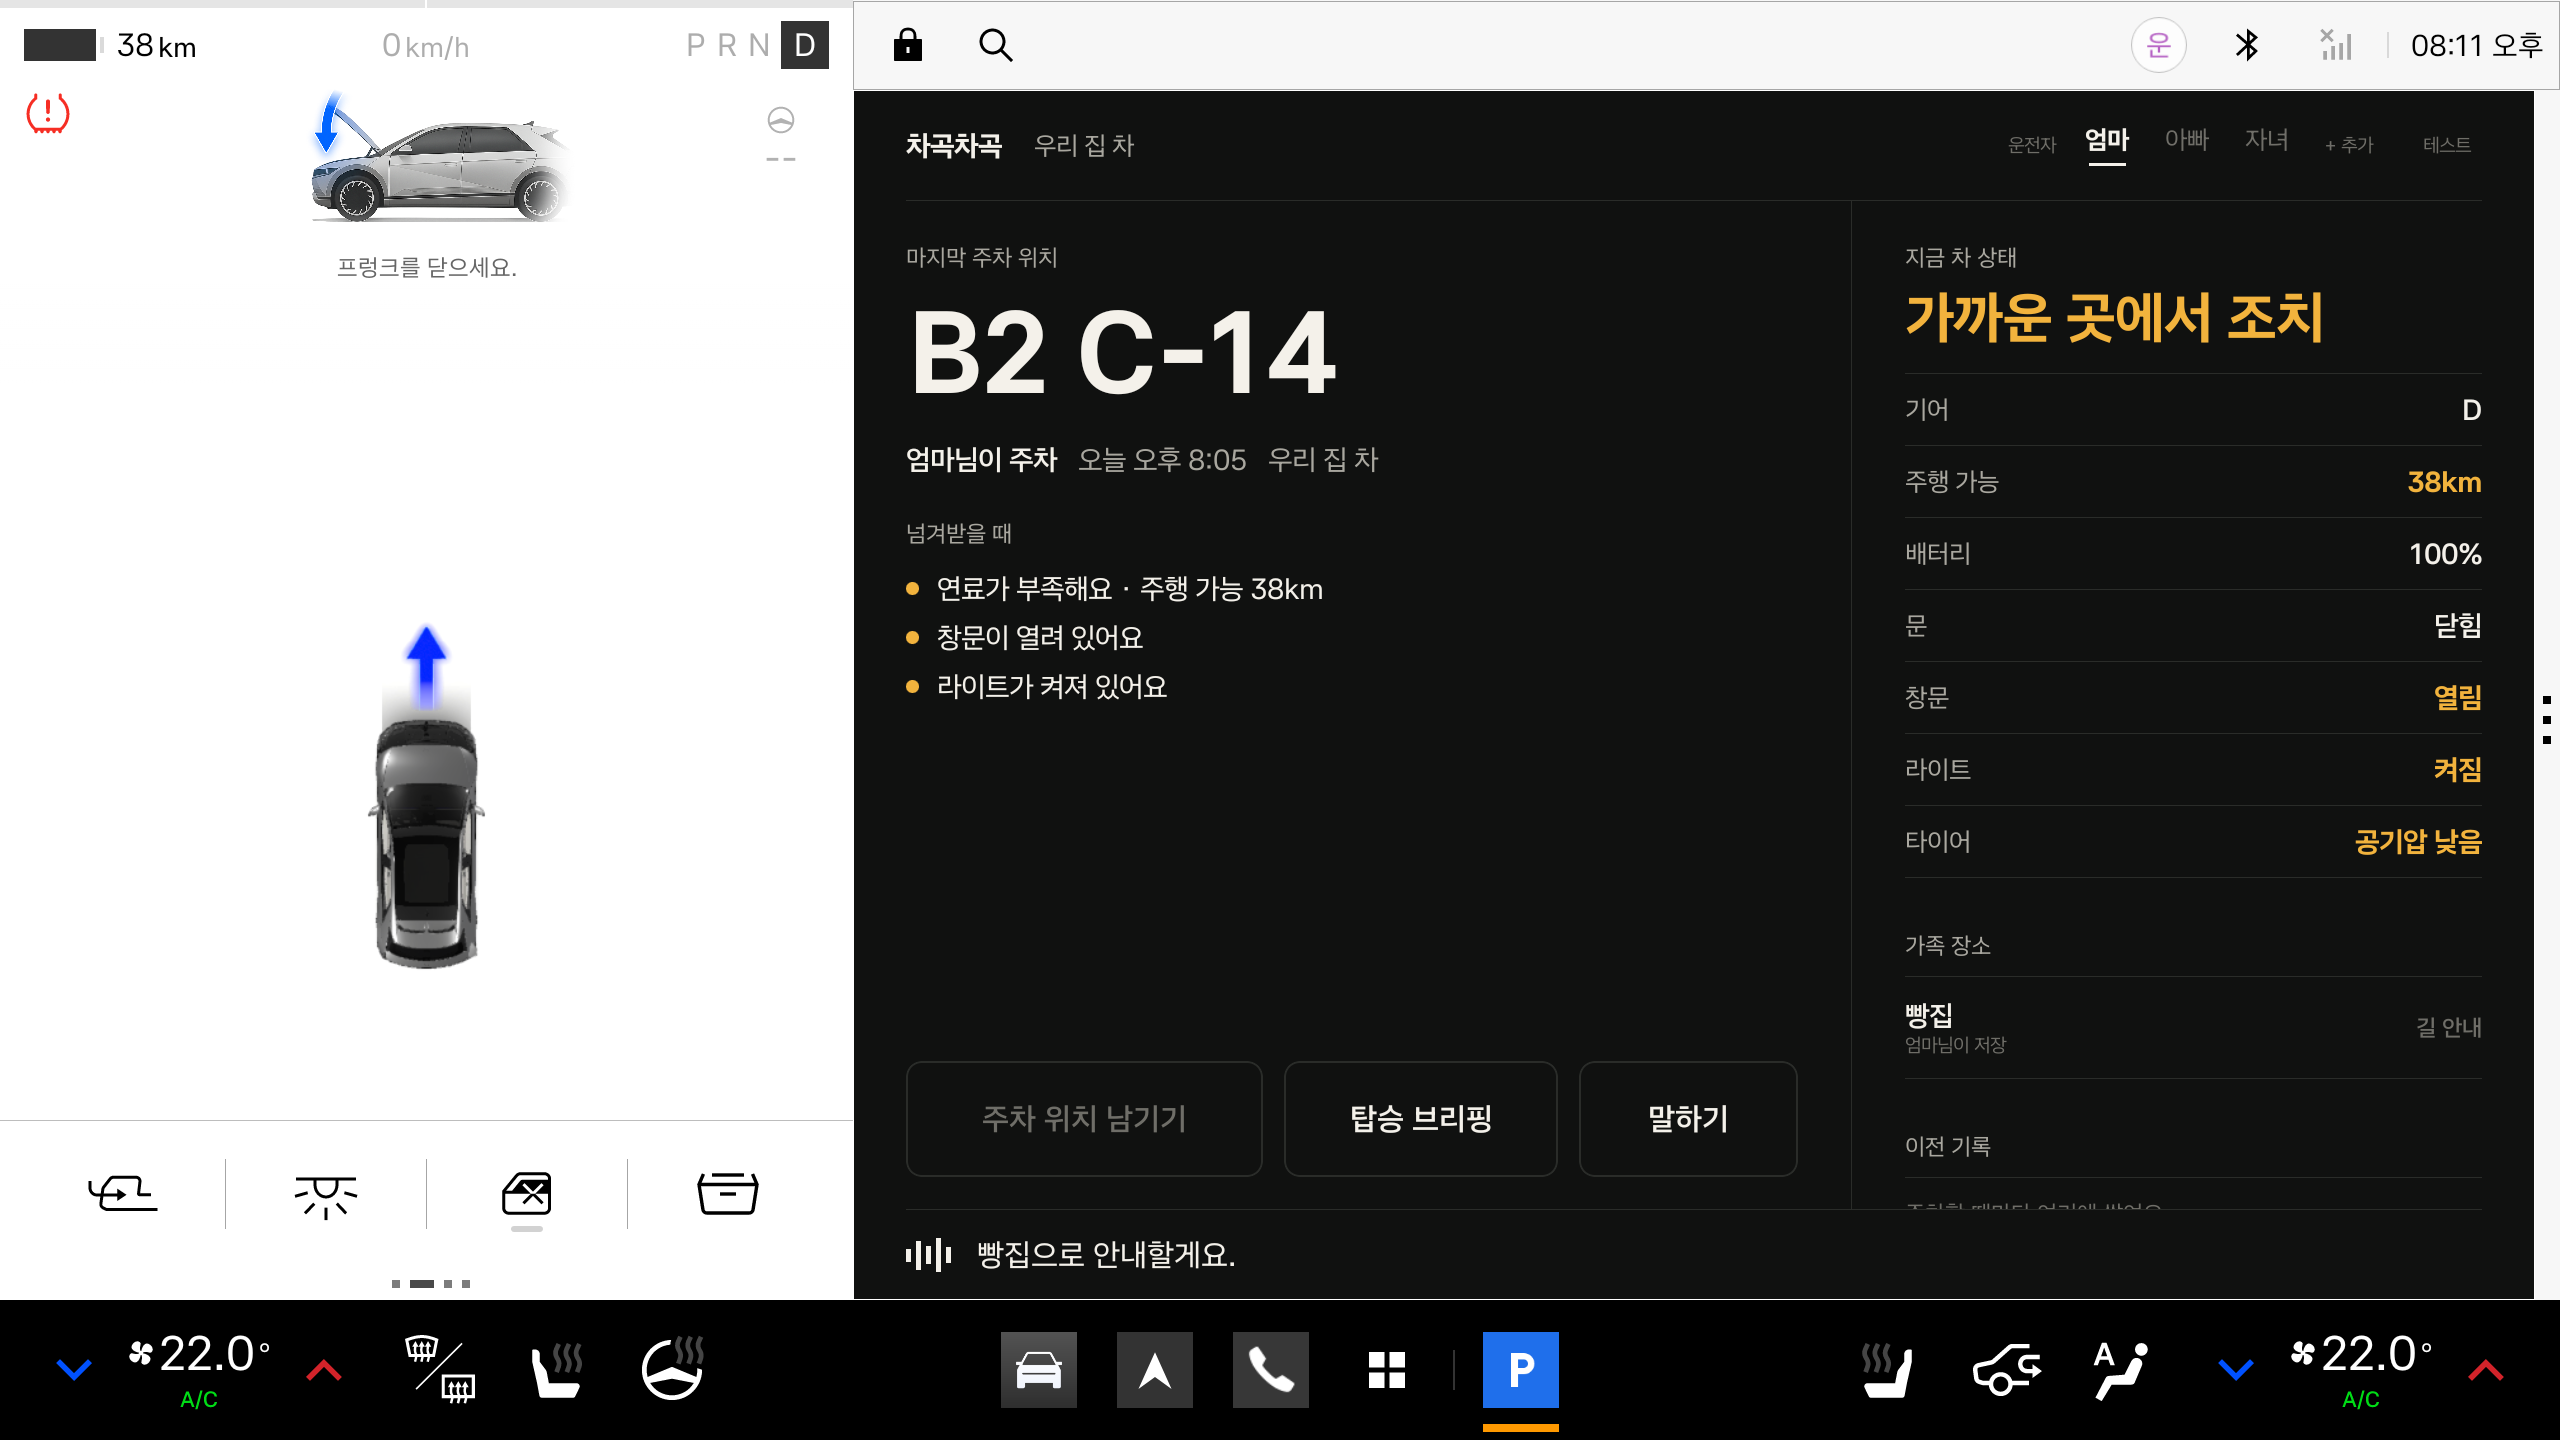 38 km
0 km/h
P R N D
운
08:11 오후
프렁크를 닫으세요.
차곡차곡 우리 집 차
운전자 엄마 아빠 자녀 + 추가 테스트
마지막 주차 위치
B2 C-14
엄마님이 주차 오늘 오후 8:05 우리 집 차
넘겨받을 때
연료가 부족해요 · 주행 가능 38km
창문이 열려 있어요
라이트가 켜져 있어요
주차 위치 남기기
탑승 브리핑
말하기
지금 차 상태
가까운 곳에서 조치
기어 D
주행 가능 38km
배터리 100%
문 닫힘
창문 열림
라이트 켜짐
타이어 공기압 낮음
가족 장소
빵집
엄마님이 저장
길 안내
이전 기록
빵집으로 안내할게요.
22.0°
A/C
P
A
22.0°
A/C